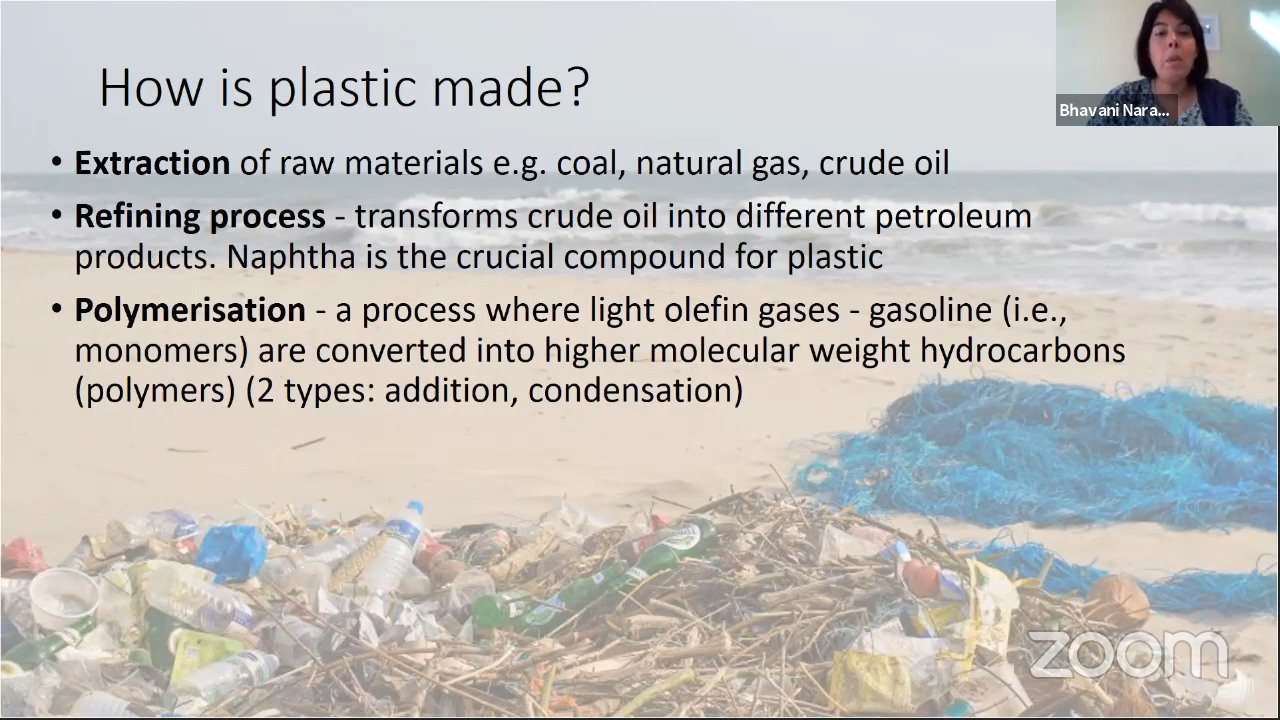 How is plastic made?
• Extraction of raw materials e.g. coal, natural gas, crude oil
• Refining process - transforms crude oil into different petroleum
products. Naphtha is the crucial compound for plastic
• Polymerisation - a process where light olefin gases - gasoline (i.e.,
monomers) are converted into higher molecular weight hydrocarbons
(polymers) (2 types: addition, condensation)
Bhavani Nara...
zoom